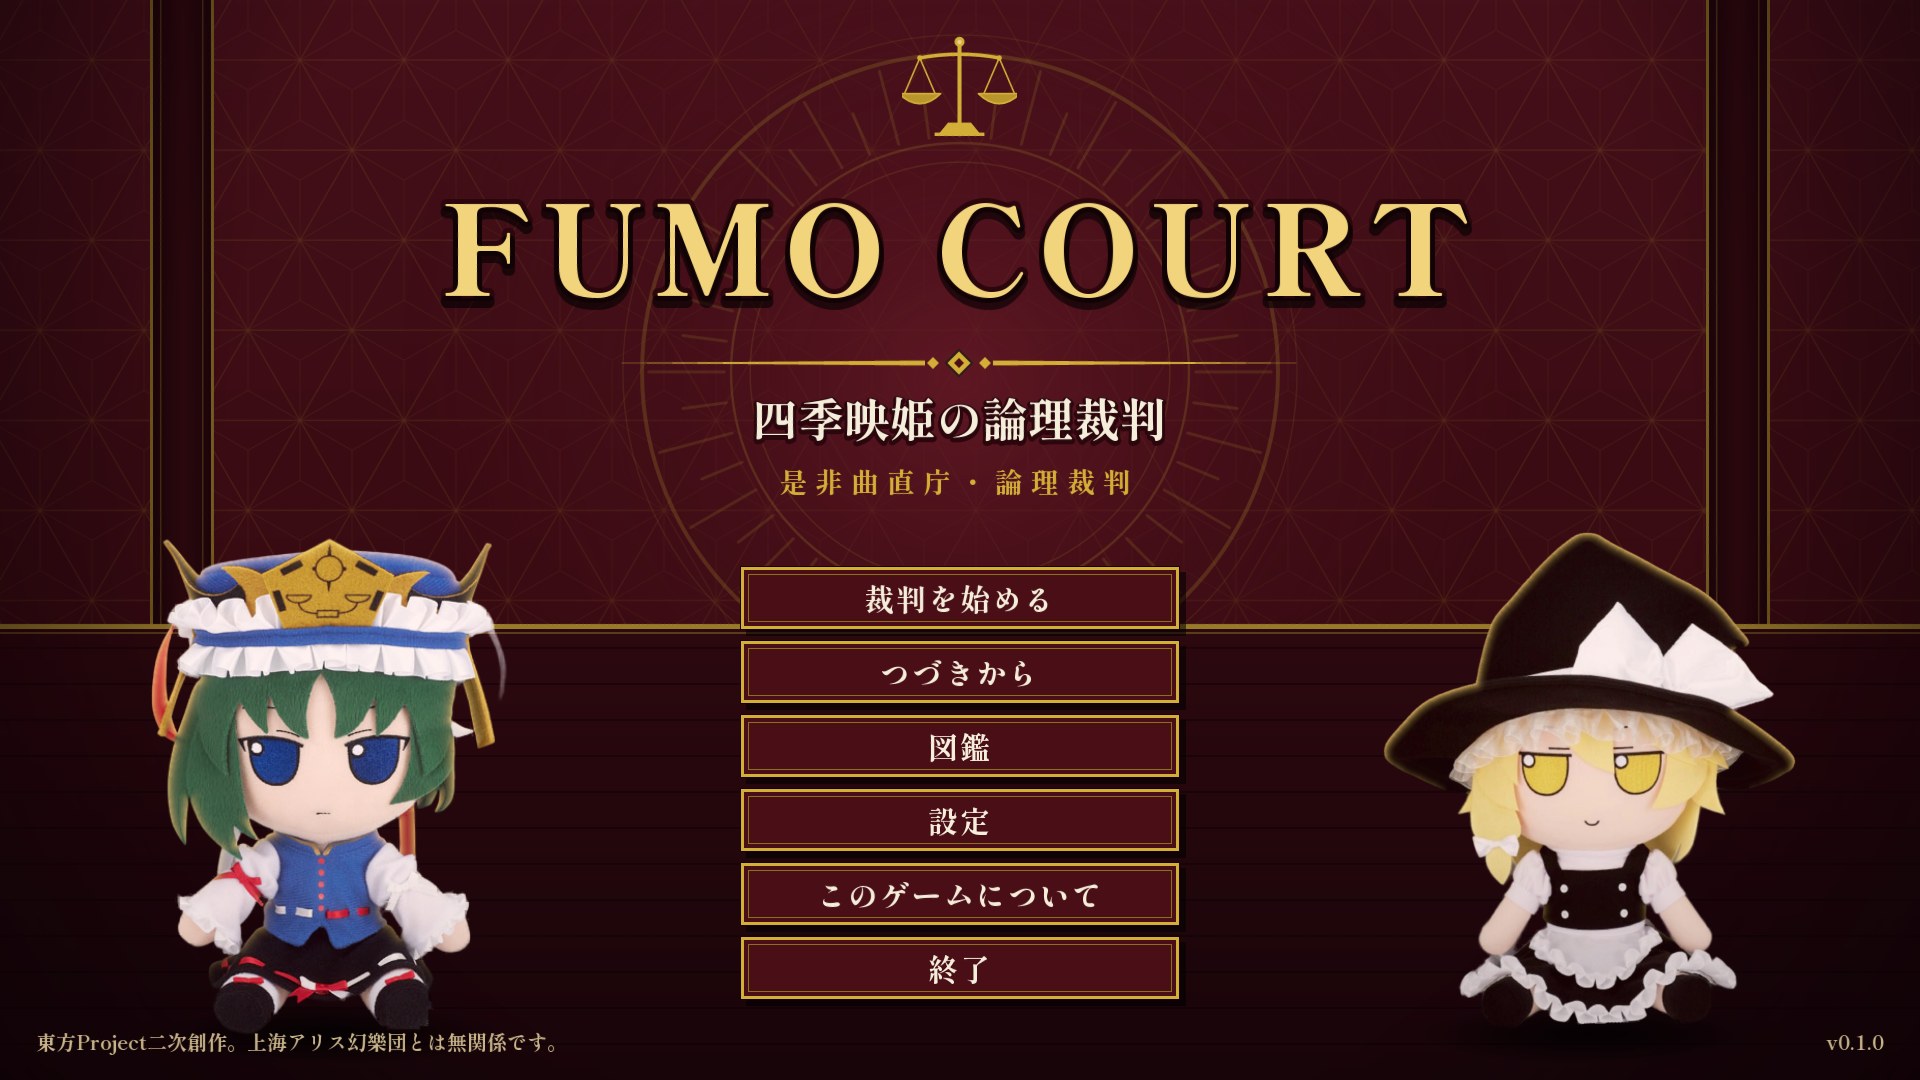 FUMO COURT
四季映姫の論理裁判
是非曲直庁・論理裁判
裁判を始める
つづきから
図鑑
設定
このゲームについて
終了
東方Project二次創作。上海アリス幻樂団とは無関係です。
v0.1.0